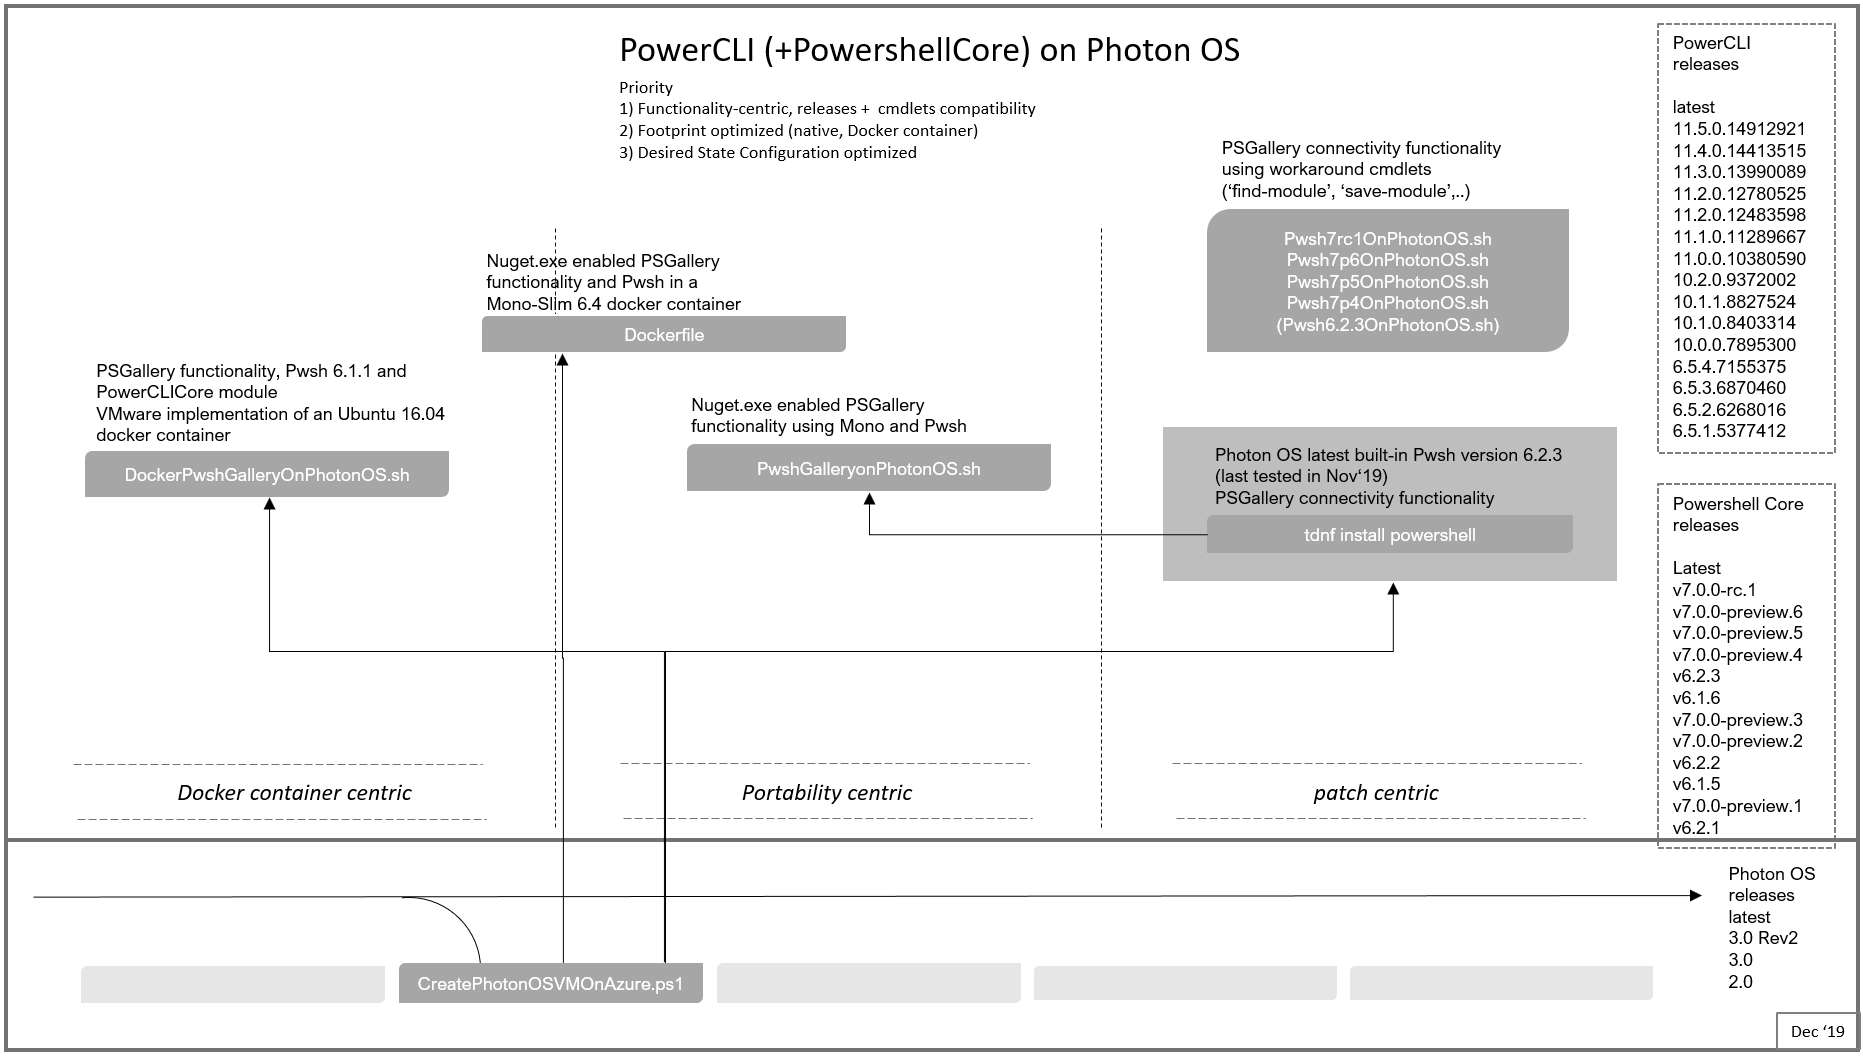 PowerCLI (+PowershellCore) on Photon OS
Priority
1) Functionality-centric, releases + cmdlets compatibility
2) Footprint optimized (native, Docker container)
3) Desired State Configuration optimized
PSGallery connectivity functionality
using workaround cmdlets
(‘find-module’, ‘save-module’,..)
Pwsh7rc1OnPhotonOS.sh
Pwsh7p6OnPhotonOS.sh
Pwsh7p5OnPhotonOS.sh
Pwsh7p4OnPhotonOS.sh
(Pwsh6.2.3OnPhotonOS.sh)
Nuget.exe enabled PSGallery
functionality and Pwsh in a
Mono-Slim 6.4 docker container
Dockerfile
PSGallery functionality, Pwsh 6.1.1 and
PowerCLICore module
VMware implementation of an Ubuntu 16.04
docker container
DockerPwshGalleryOnPhotonOS.sh
Nuget.exe enabled PSGallery
functionality using Mono and Pwsh
PwshGalleryonPhotonOS.sh
Photon OS latest built-in Pwsh version 6.2.3
(last tested in Nov‘19)
PSGallery connectivity functionality
tdnf install powershell
Docker container centric
Portability centric
patch centric
PowerCLI
releases
latest
11.5.0.14912921
11.4.0.14413515
11.3.0.13990089
11.2.0.12780525
11.2.0.12483598
11.1.0.11289667
11.0.0.10380590
10.2.0.9372002
10.1.1.8827524
10.1.0.8403314
10.0.0.7895300
6.5.4.7155375
6.5.3.6870460
6.5.2.6268016
6.5.1.5377412
Powershell Core
releases
Latest
v7.0.0-rc.1
v7.0.0-preview.6
v7.0.0-preview.5
v7.0.0-preview.4
v6.2.3
v6.1.6
v7.0.0-preview.3
v7.0.0-preview.2
v6.2.2
v6.1.5
v7.0.0-preview.1
v6.2.1
CreatePhotonOSVMOnAzure.ps1
Photon OS
releases
latest
3.0 Rev2
3.0
2.0
Dec ‘19